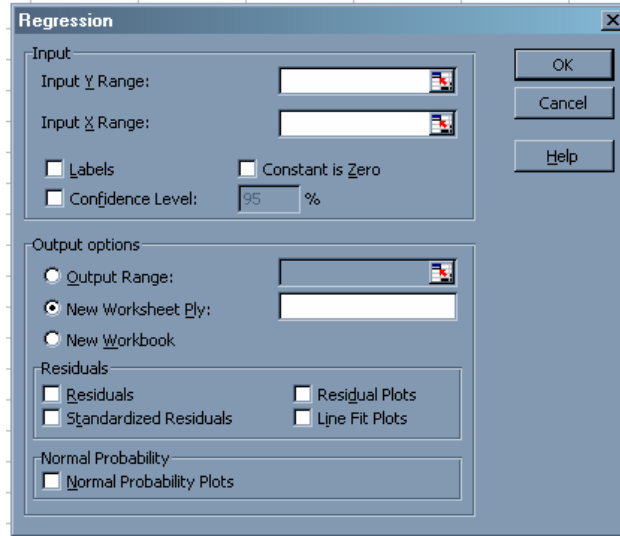 Regression
Input
Input Y Range:
Input X Range:
Labels
Constant is Zero
Confidence Level:
95
%
OK
Cancel
Help
Output options
Output Range:
New Worksheet Ply:
New Workbook
Residuals
Residuals
Residual Plots
Standardized Residuals
Line Fit Plots
Normal Probability
Normal Probability Plots